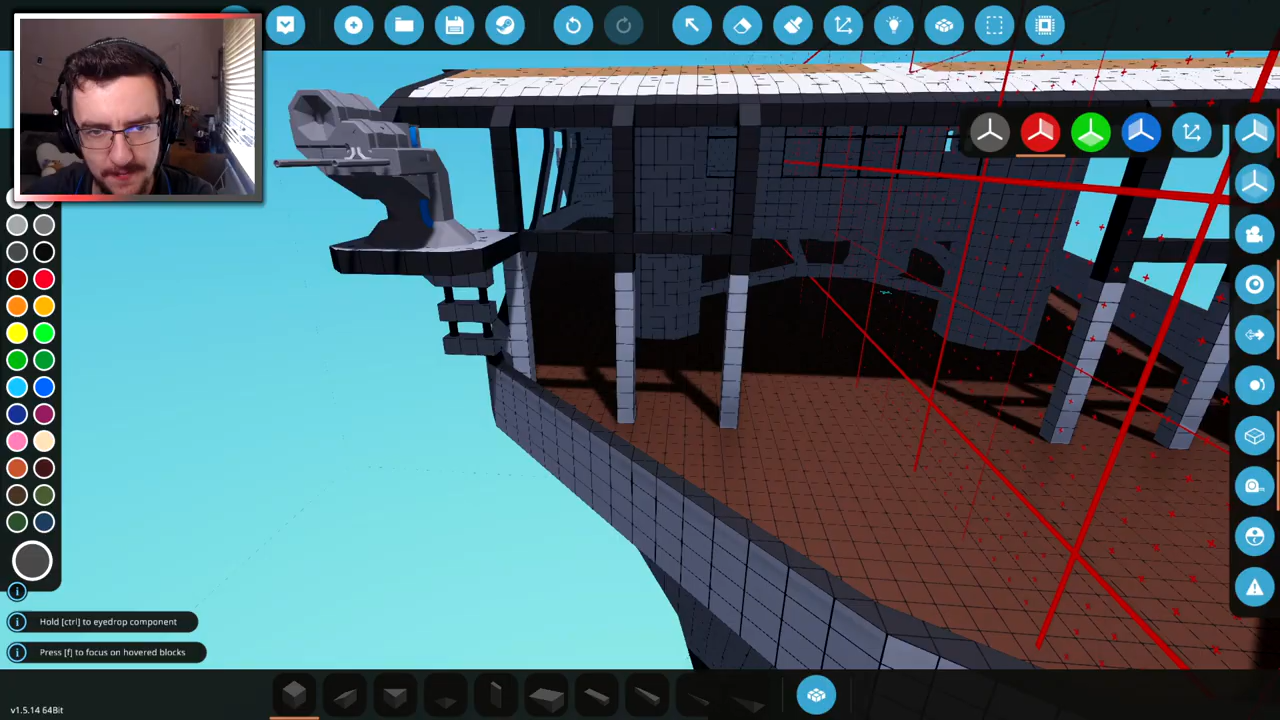 Hold [ctrl] to eyedrop component
Press [f] to focus on hovered blocks
v1.5.14 64Bit